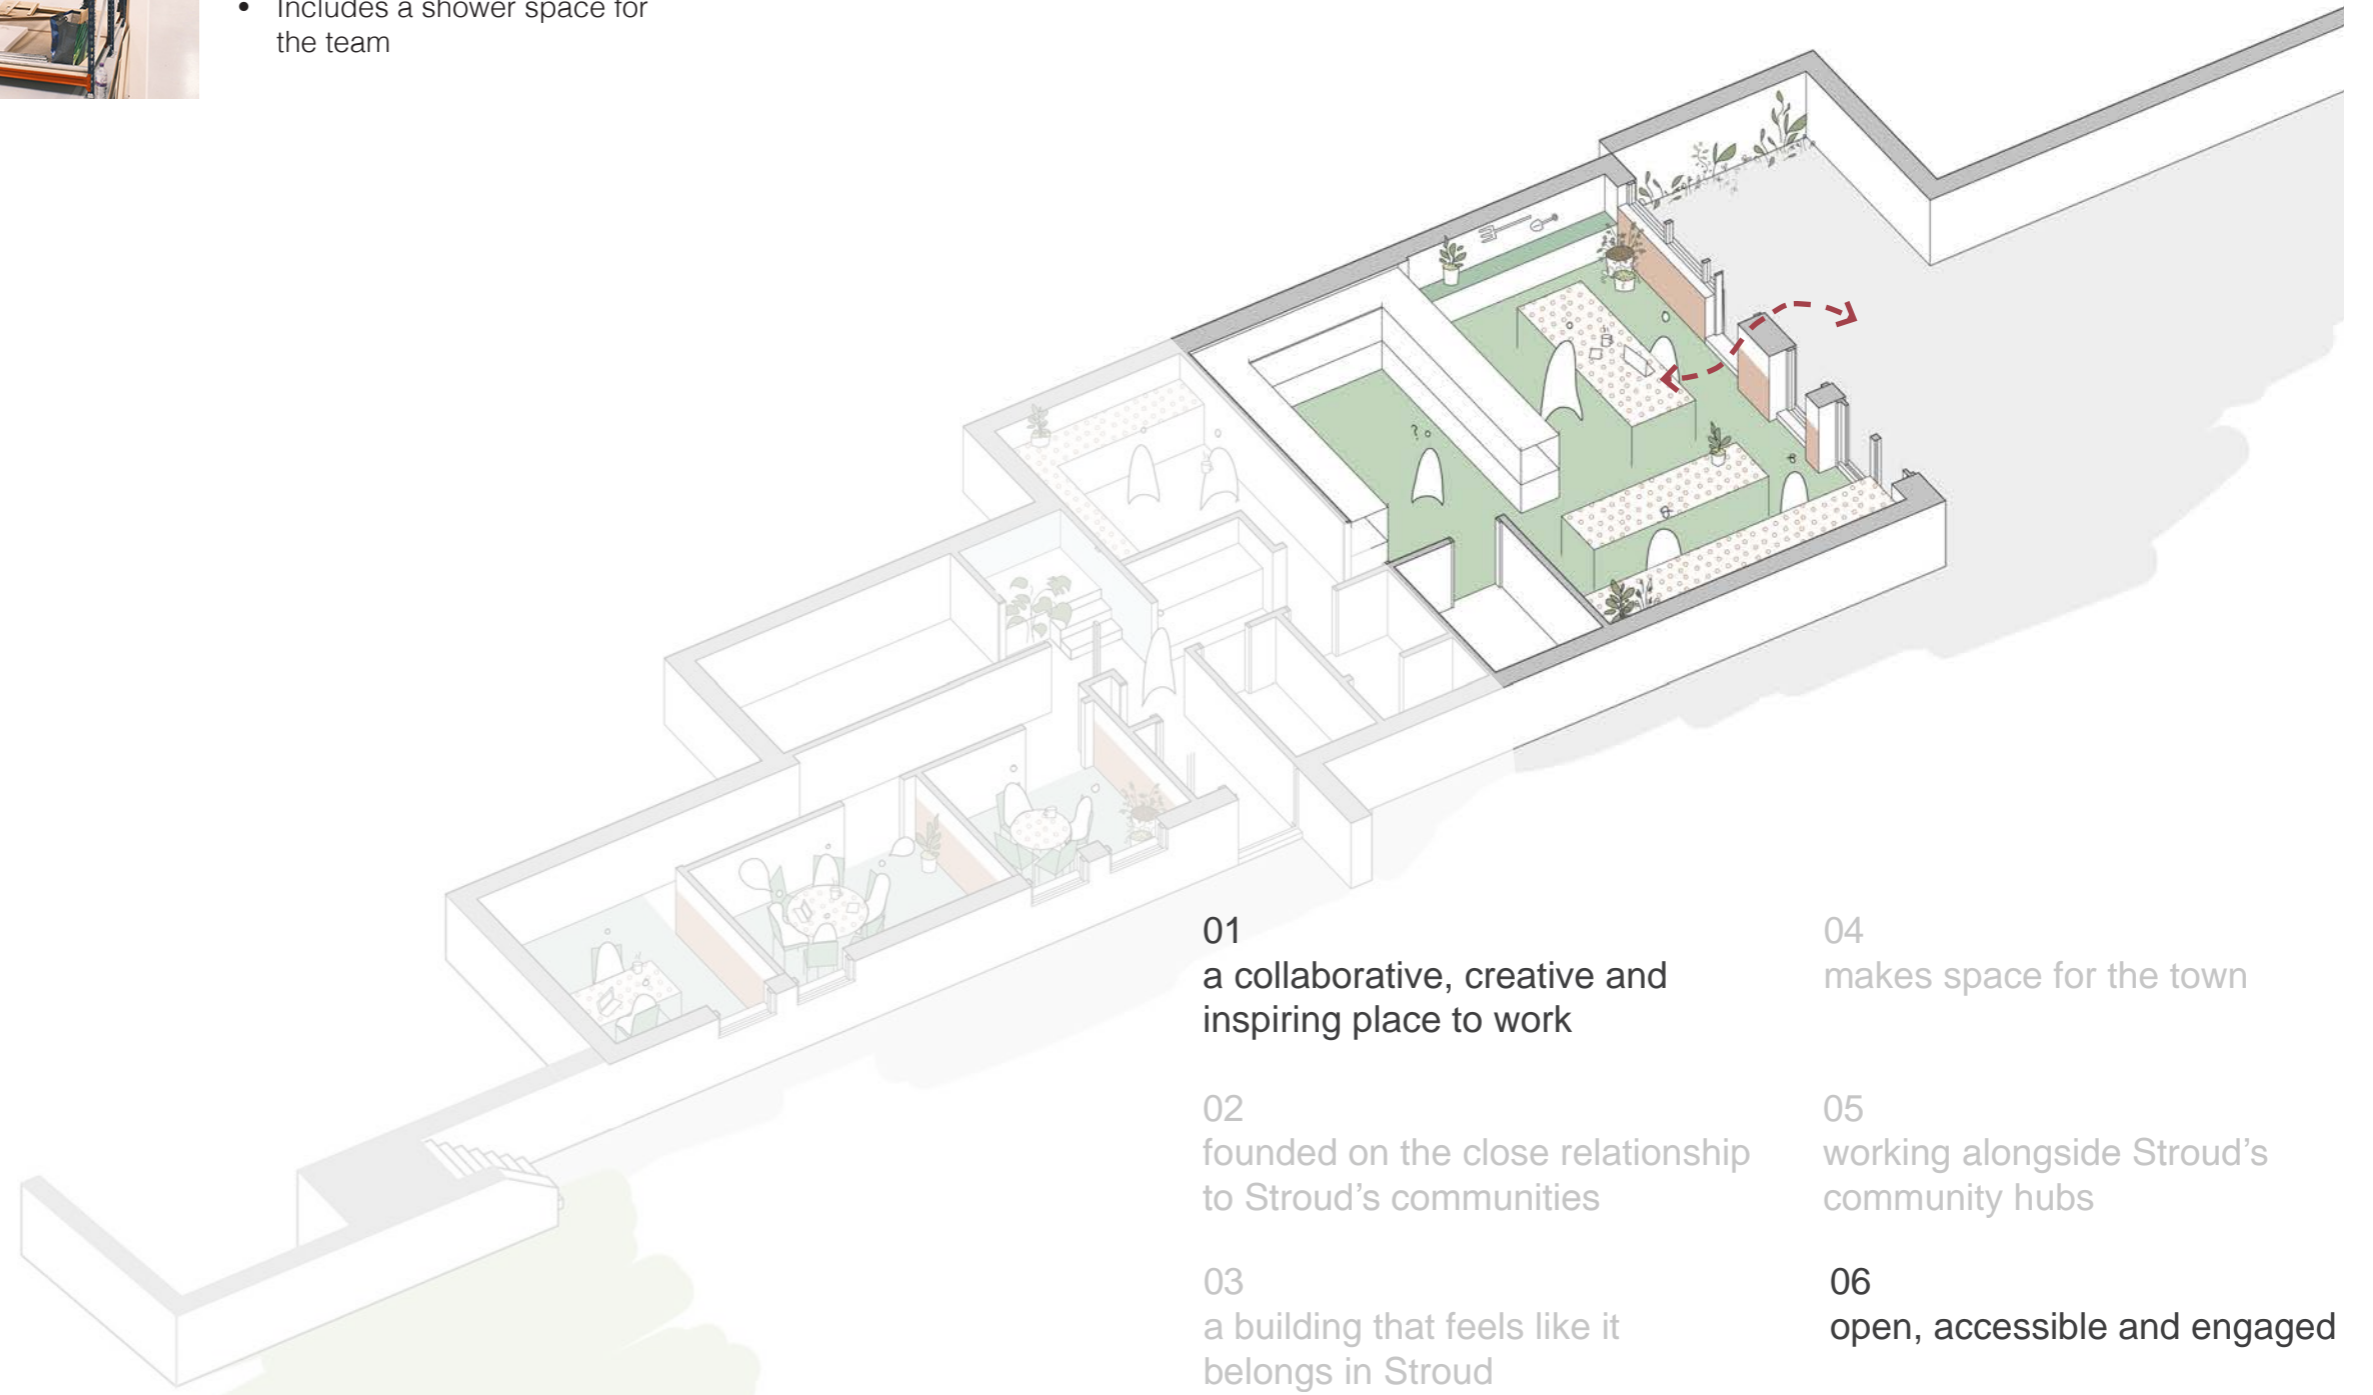 • Includes a shower space for
the team
01
a collaborative, creative and
inspiring place to work
02
founded on the close relationship
to Stroud’s communities
03
a building that feels like it
belongs in Stroud
04
makes space for the town
05
working alongside Stroud’s
community hubs
06
open, accessible and engaged